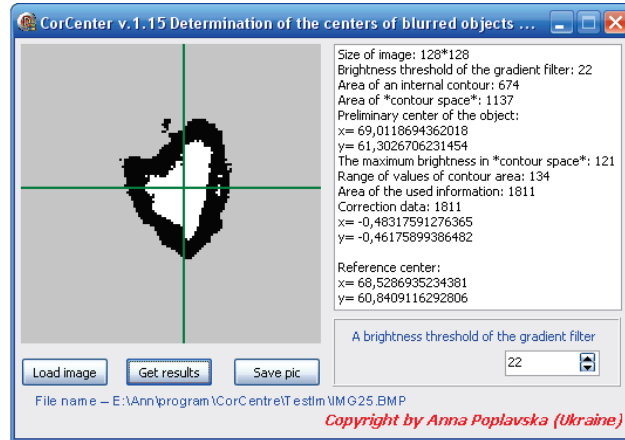 CorCenter v.1.15 Determination of the centers of blurred objects ...
Size of image: 128*128
Brightness threshold of the gradient filter: 22
Area of an internal contour: 674
Area of *contour space*: 1137
Preliminary center of the object:
x= 69,0118694362018
y= 61,3026706231454
The maximum brightness in *contour space*: 121
Range of values of contour area: 134
Area of the used information: 1811
Correction data: 1811
x= -0,48317591276365
y= -0,46175899386482
Reference center:
x= 68,5286935234381
y= 60,8409116292806
A brightness threshold of the gradient filter
22
Load image
Get results
Save pic
File name – E:\Ann\program\CorCentre\TestIm\IMG25.BMP
Copyright by Anna Poplavska (Ukraine)